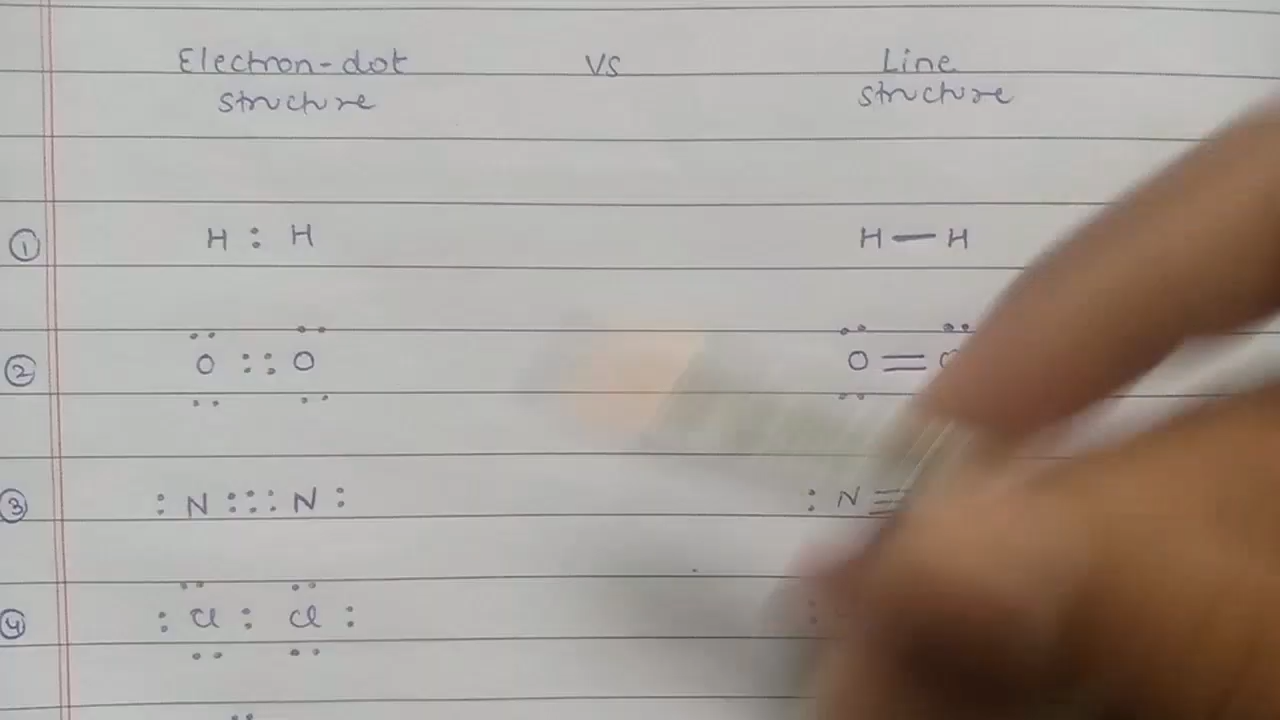 Electron-dot structure VS Line structure
① H : H H — H
② O :: O O =
③ : N ::: N : : N ≡
④ : Cl : Cl :